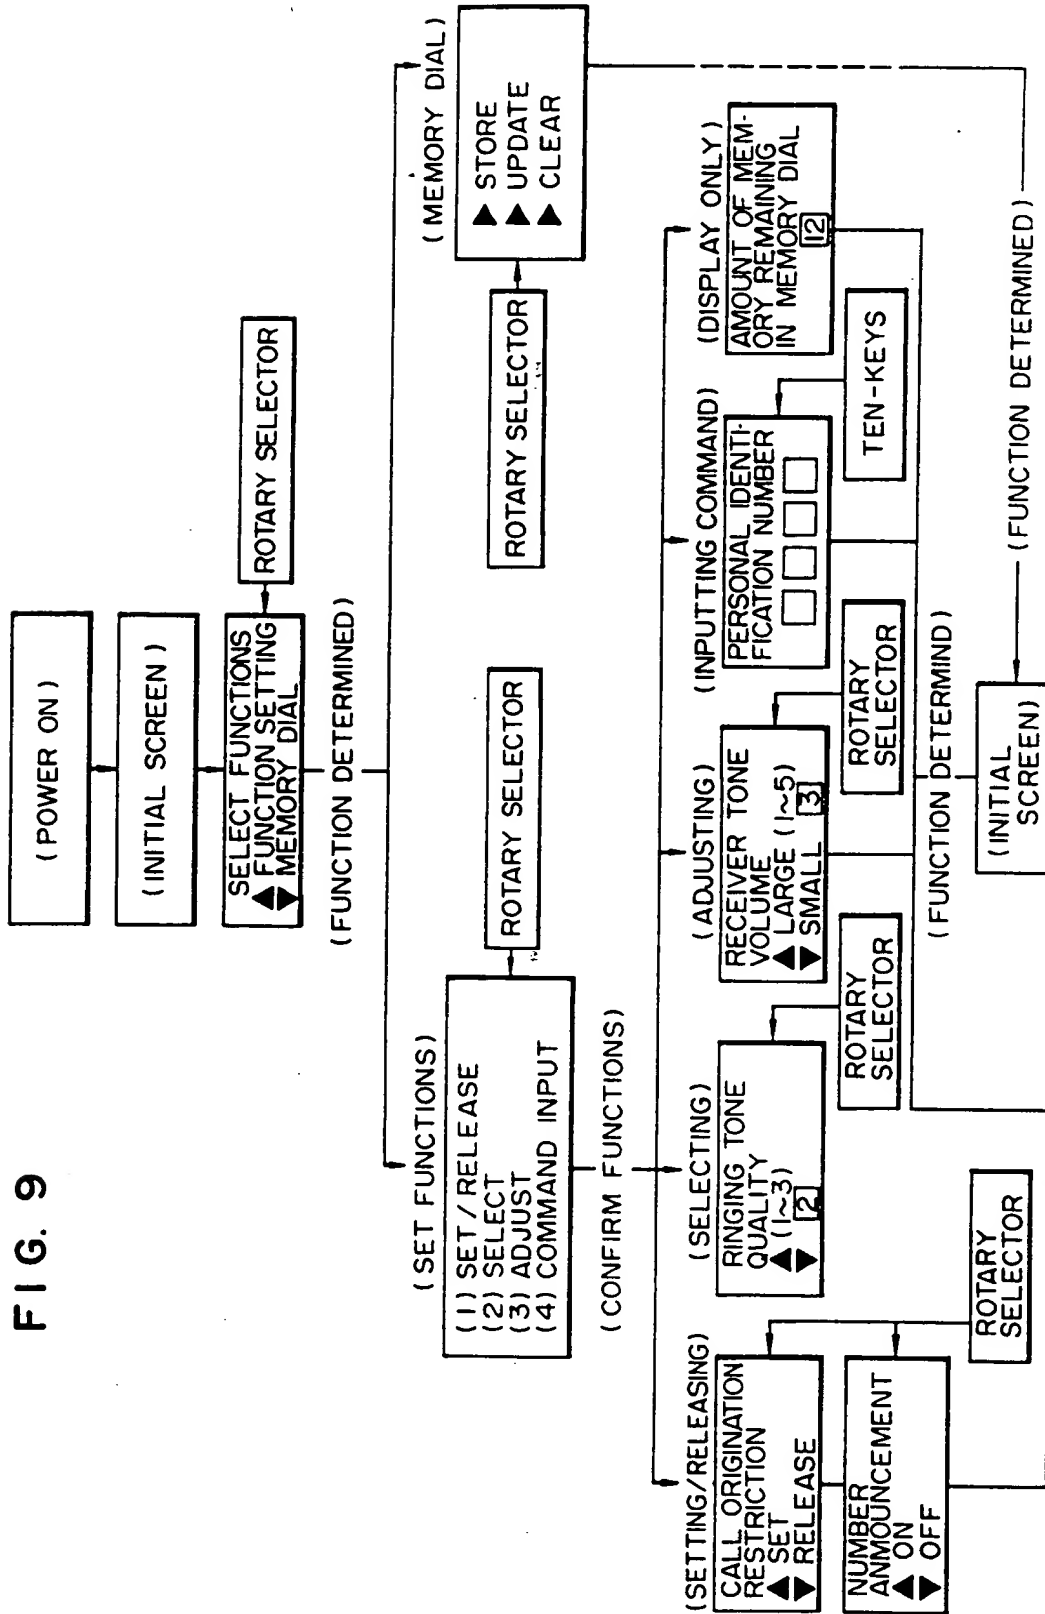 FIG. 9
(POWER ON)
(INITIAL SCREEN)
SELECT FUNCTIONS
▲ FUNCTION SETTING
▼ MEMORY DIAL
ROTARY SELECTOR
(FUNCTION DETERMINED)
(SET FUNCTIONS)
(1) SET/RELEASE
(2) SELECT
(3) ADJUST
(4) COMMAND INPUT
ROTARY SELECTOR
(MEMORY DIAL)
▶ STORE
▶ UPDATE
▶ CLEAR
ROTARY SELECTOR
(CONFIRM FUNCTIONS)
(SETTING/RELEASING)
CALL ORIGINATION
RESTRICTION
▲ SET
▼ RELEASE
NUMBER
ANMOUNCEMENT
▲ ON
▼ OFF
ROTARY
SELECTOR
(SELECTING)
RINGING TONE
QUALITY
▲ (1~3)
▼ 2
ROTARY
SELECTOR
(ADJUSTING)
RECEIVER TONE
VOLUME
▲ LARGE (1~5)
▼ SMALL 3
ROTARY
SELECTOR
(INPUTTING COMMAND)
PERSONAL IDENTI-
FICATION NUMBER
TEN-KEYS
(DISPLAY ONLY)
AMOUNT OF MEM-
ORY REMAINING
IN MEMORY DIAL
12
(FUNCTION DETERMIND)
(INITIAL
SCREEN)
(FUNCTION DETERMINED)